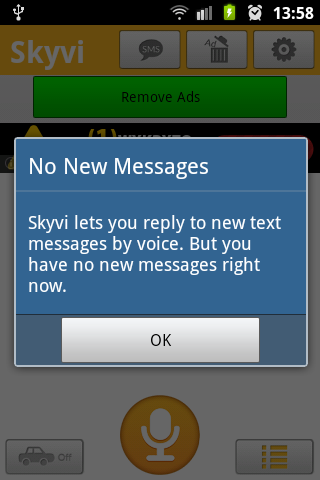 13:58
Skyvi
SMS
Ad
Remove Ads
(1)
No New Messages
Skyvi lets you reply to new text
messages by voice. But you
have no new messages right
now.
OK
Off